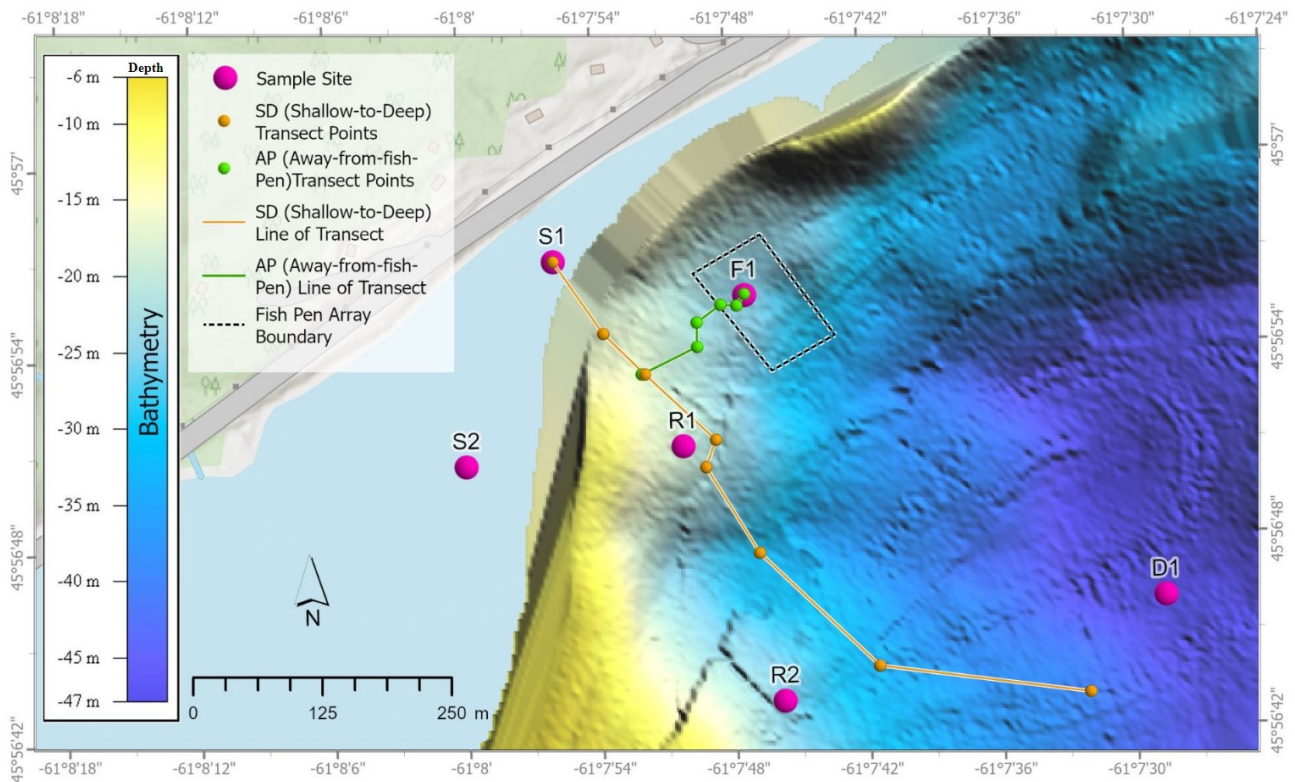 -61°8'18" -61°8'12" -61°8' -61°7'54" -61°7'48" -61°7'42" -61°7'36" -61°7'30" -61°7'24"
Depth
-6 m
-10 m
-15 m
-20 m
-25 m
-30 m
-35 m
-40 m
-45 m
-47 m
Bathymetry
Sample Site
SD (Shallow-to-Deep)
Transect Points
AP (Away-from-fish-
Pen)Transect Points
SD (Shallow-to-Deep)
Line of Transect
AP (Away-from-fish-
Pen) Line of Transect
Fish Pen Array
Boundary
45°57'
45°56'54"
45°56'48"
45°56'42"
45°57'
45°56'54"
45°56'48"
45°56'42"
S1
F1
R1
S2
D1
R2
N
0 125 250 m
-61°8'18" -61°8'12" -61°8'6" -61°8' -61°7'54" -61°7'48" -61°7'42" -61°7'36" -61°7'30"